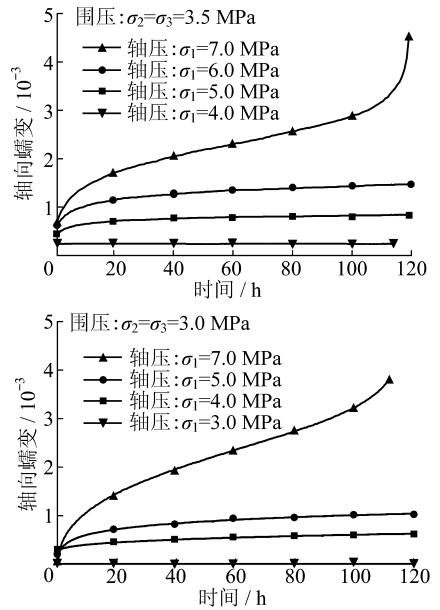 围压:σ2=σ3=3.5 MPa
轴压:σ1=7.0 MPa
轴压:σ1=6.0 MPa
轴压:σ1=5.0 MPa
轴压:σ1=4.0 MPa
轴向蠕变 / 10⁻³
5
4
3
2
1
0 20 40 60 80 100 120
时间 / h
围压:σ2=σ3=3.0 MPa
轴压:σ1=7.0 MPa
轴压:σ1=5.0 MPa
轴压:σ1=4.0 MPa
轴压:σ1=3.0 MPa
轴向蠕变 / 10⁻³
5
4
3
2
1
0 20 40 60 80 100 120
时间 / h